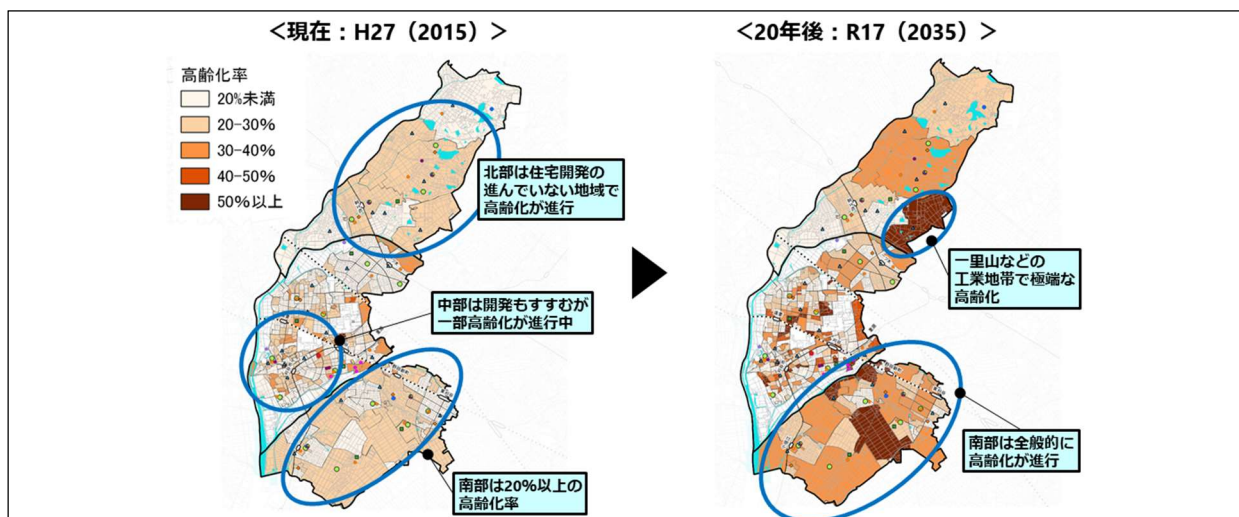 ＜現在：H27（2015）＞
＜20年後：R17（2035）＞
高齢化率
20％未満
20-30％
30-40％
40-50％
50％以上
北部は住宅開発の
進んでいない地域で
高齢化が進行
中部は開発もすすむが
一部高齢化が進行中
南部は20％以上の
高齢化率
一里山などの
工業地帯で極端な
高齢化
南部は全般的に
高齢化が進行